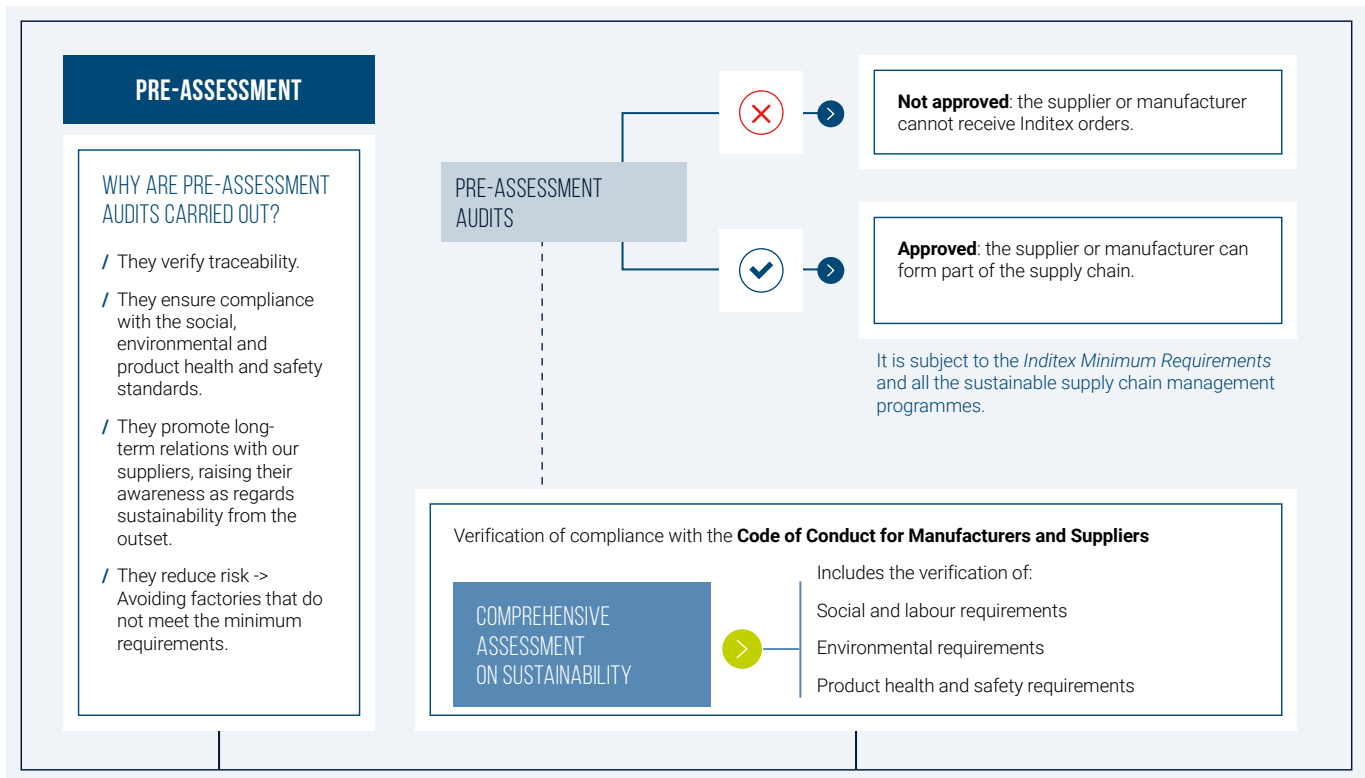 PRE-ASSESSMENT
WHY ARE PRE-ASSESSMENT
AUDITS CARRIED OUT?
/ They verify traceability.
/ They ensure compliance
with the social,
environmental and
product health and safety
standards.
/ They promote long-
term relations with our
suppliers, raising their
awareness as regards
sustainability from the
outset.
/ They reduce risk ->
Avoiding factories that do
not meet the minimum
requirements.
PRE-ASSESSMENT
AUDITS
Not approved: the supplier or manufacturer
cannot receive Inditex orders.
Approved: the supplier or manufacturer can
form part of the supply chain.
It is subject to the Inditex Minimum Requirements
and all the sustainable supply chain management
programmes.
Verification of compliance with the Code of Conduct for Manufacturers and Suppliers
COMPREHENSIVE
ASSESSMENT
ON SUSTAINABILITY
Includes the verification of:
Social and labour requirements
Environmental requirements
Product health and safety requirements